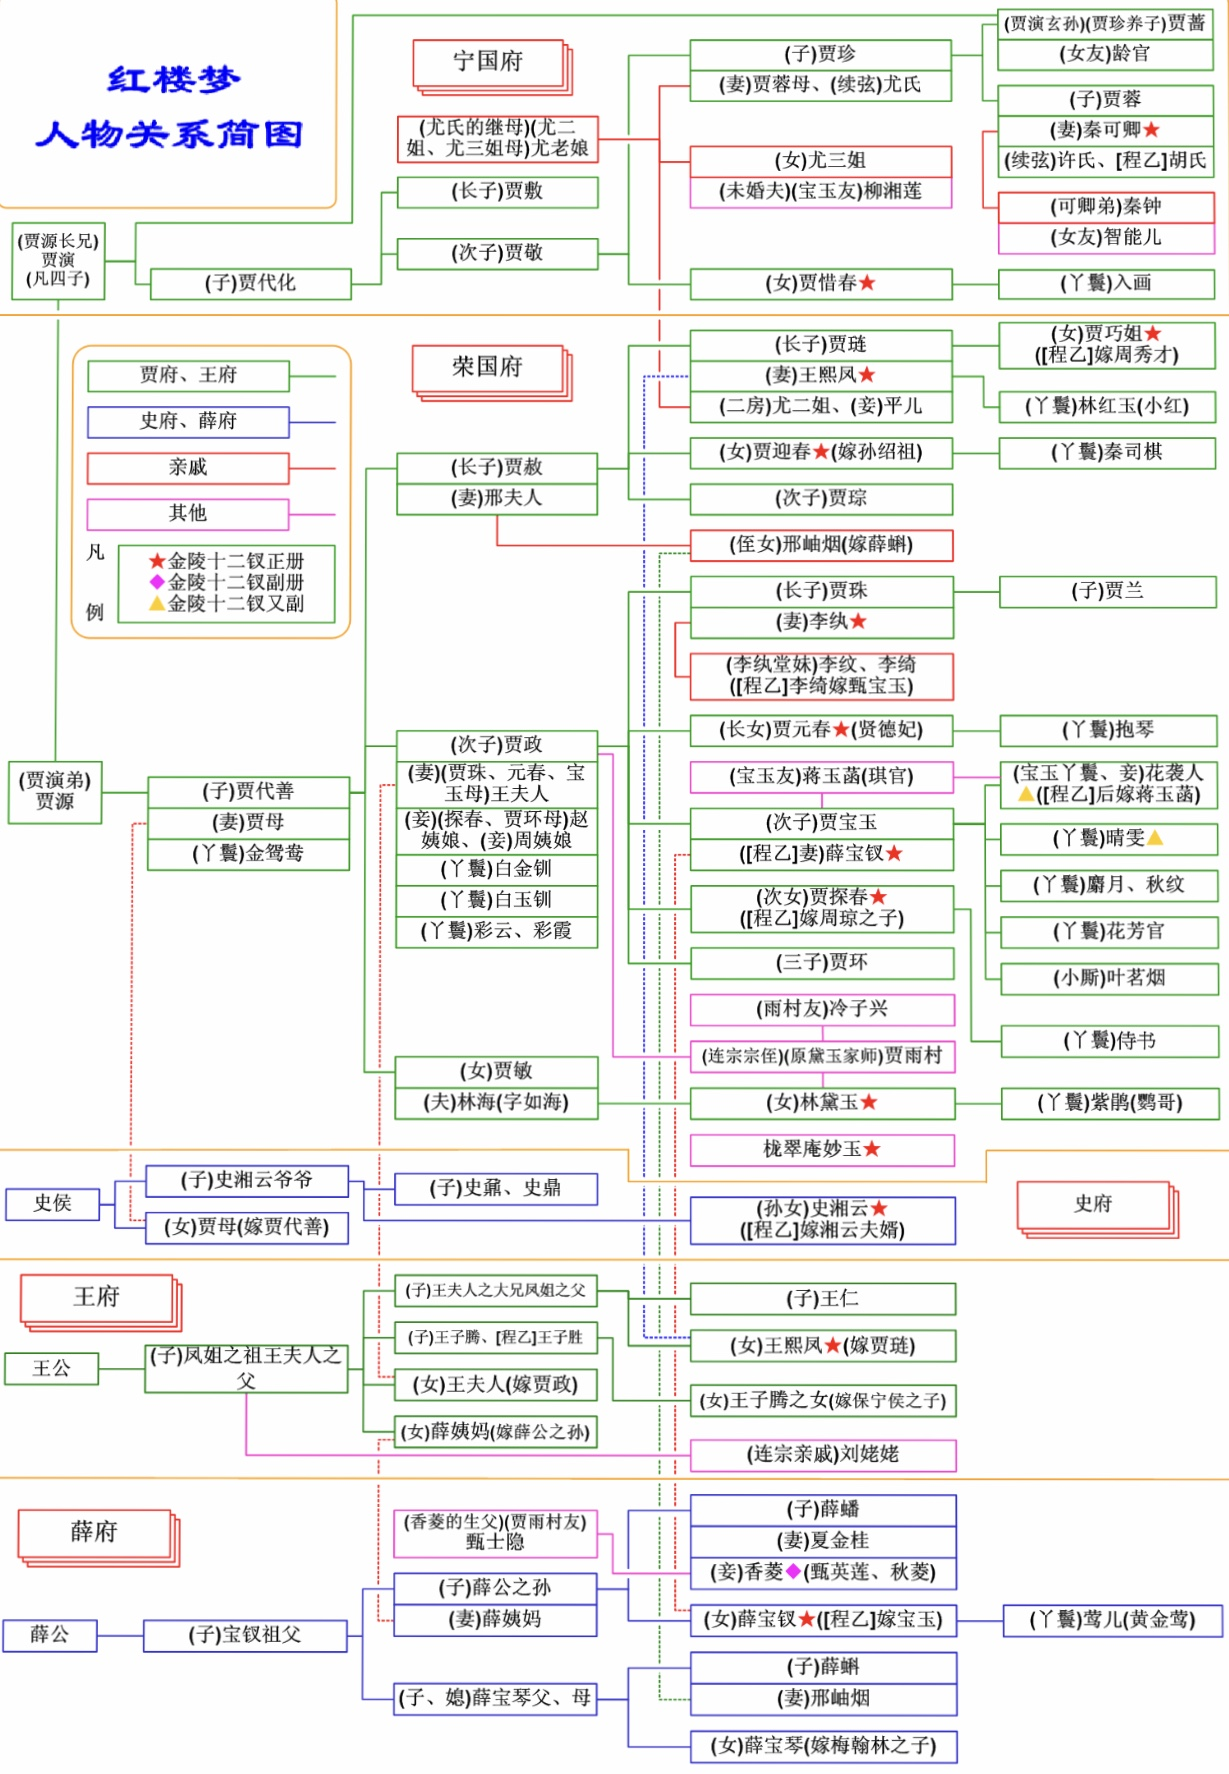 红楼梦
人物关系简图
宁国府
(尤氏的继母)(尤二
姐、尤三姐母)尤老娘
(长子)贾敷
(次子)贾敬
(贾源长兄)
贾演
(凡四子)
(子)贾代化
(子)贾珍
(妻)贾蓉母、(续弦)尤氏
(女)尤三姐
(未婚夫)(宝玉友)柳湘莲
(女)贾惜春★
(贾演玄孙)(贾珍养子)贾蔷
(女友)龄官
(子)贾蓉
(妻)秦可卿★
(续弦)许氏、[程乙]胡氏
(可卿弟)秦钟
(女友)智能儿
(丫鬟)入画
贾府、王府
史府、薛府
亲戚
其他
凡
例
★金陵十二钗正册
◆金陵十二钗副册
▲金陵十二钗又副
荣国府
(长子)贾赦
(妻)邢夫人
(长子)贾琏
(妻)王熙凤★
(二房)尤二姐、(妾)平儿
(女)贾迎春★(嫁孙绍祖)
(次子)贾琮
(侄女)邢岫烟(嫁薛蝌)
(女)贾巧姐★
([程乙]嫁周秀才)
(丫鬟)林红玉(小红)
(丫鬟)秦司棋
(长子)贾珠
(妻)李纨★
(李纨堂妹)李纹、李绮
([程乙]李绮嫁甄宝玉)
(子)贾兰
(长女)贾元春★(贤德妃)
(丫鬟)抱琴
(贾演弟)
贾源
(子)贾代善
(妻)贾母
(丫鬟)金鸳鸯
(次子)贾政
(妻)(贾珠、元春、宝
玉母)王夫人
(妾)(探春、贾环母)赵
姨娘、(妾)周姨娘
(丫鬟)白金钏
(丫鬟)白玉钏
(丫鬟)彩云、彩霞
(宝玉友)蒋玉菡(琪官)
(次子)贾宝玉
([程乙]妻)薛宝钗★
(次女)贾探春★
([程乙]嫁周琼之子)
(三子)贾环
(雨村友)冷子兴
(连宗宗侄)(原黛玉家师)贾雨村
(宝玉丫鬟、妾)花袭人
▲([程乙]后嫁蒋玉菡)
(丫鬟)晴雯▲
(丫鬟)麝月、秋纹
(丫鬟)花芳官
(小厮)叶茗烟
(丫鬟)侍书
(女)贾敏
(夫)林海(字如海)
(女)林黛玉★
(丫鬟)紫鹃(鹦哥)
栊翠庵妙玉★
史侯
(子)史湘云爷爷
(女)贾母(嫁贾代善)
(子)史鼐、史鼎
(孙女)史湘云★
([程乙]嫁湘云夫婿)
史府
王府
王公
(子)凤姐之祖王夫人之
父
(子)王夫人之大兄凤姐之父
(子)王子腾、[程乙]王子胜
(女)王夫人(嫁贾政)
(女)薛姨妈(嫁薛公之孙)
(子)王仁
(女)王熙凤★(嫁贾琏)
(女)王子腾之女(嫁保宁侯之子)
(连宗亲戚)刘姥姥
薛府
薛公
(子)宝钗祖父
(香菱的生父)(贾雨村友)
甄士隐
(子)薛公之孙
(妻)薛姨妈
(子、媳)薛宝琴父、母
(子)薛蟠
(妻)夏金桂
(妾)香菱◆(甄英莲、秋菱)
(女)薛宝钗★([程乙]嫁宝玉)
(丫鬟)莺儿(黄金莺)
(子)薛蝌
(妻)邢岫烟
(女)薛宝琴(嫁梅翰林之子)